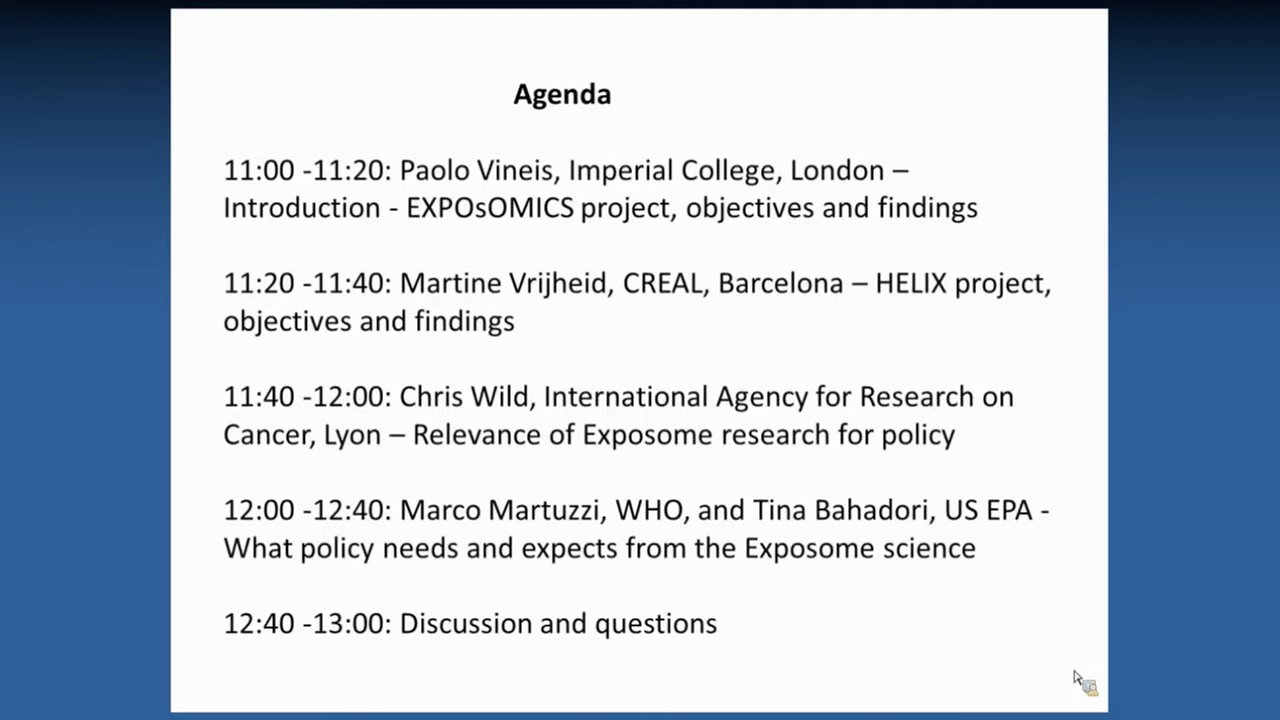 Agenda
11:00 -11:20: Paolo Vineis, Imperial College, London –
Introduction - EXPOsOMICS project, objectives and findings
11:20 -11:40: Martine Vrijheid, CREAL, Barcelona – HELIX project,
objectives and findings
11:40 -12:00: Chris Wild, International Agency for Research on
Cancer, Lyon – Relevance of Exposome research for policy
12:00 -12:40: Marco Martuzzi, WHO, and Tina Bahadori, US EPA -
What policy needs and expects from the Exposome science
12:40 -13:00: Discussion and questions